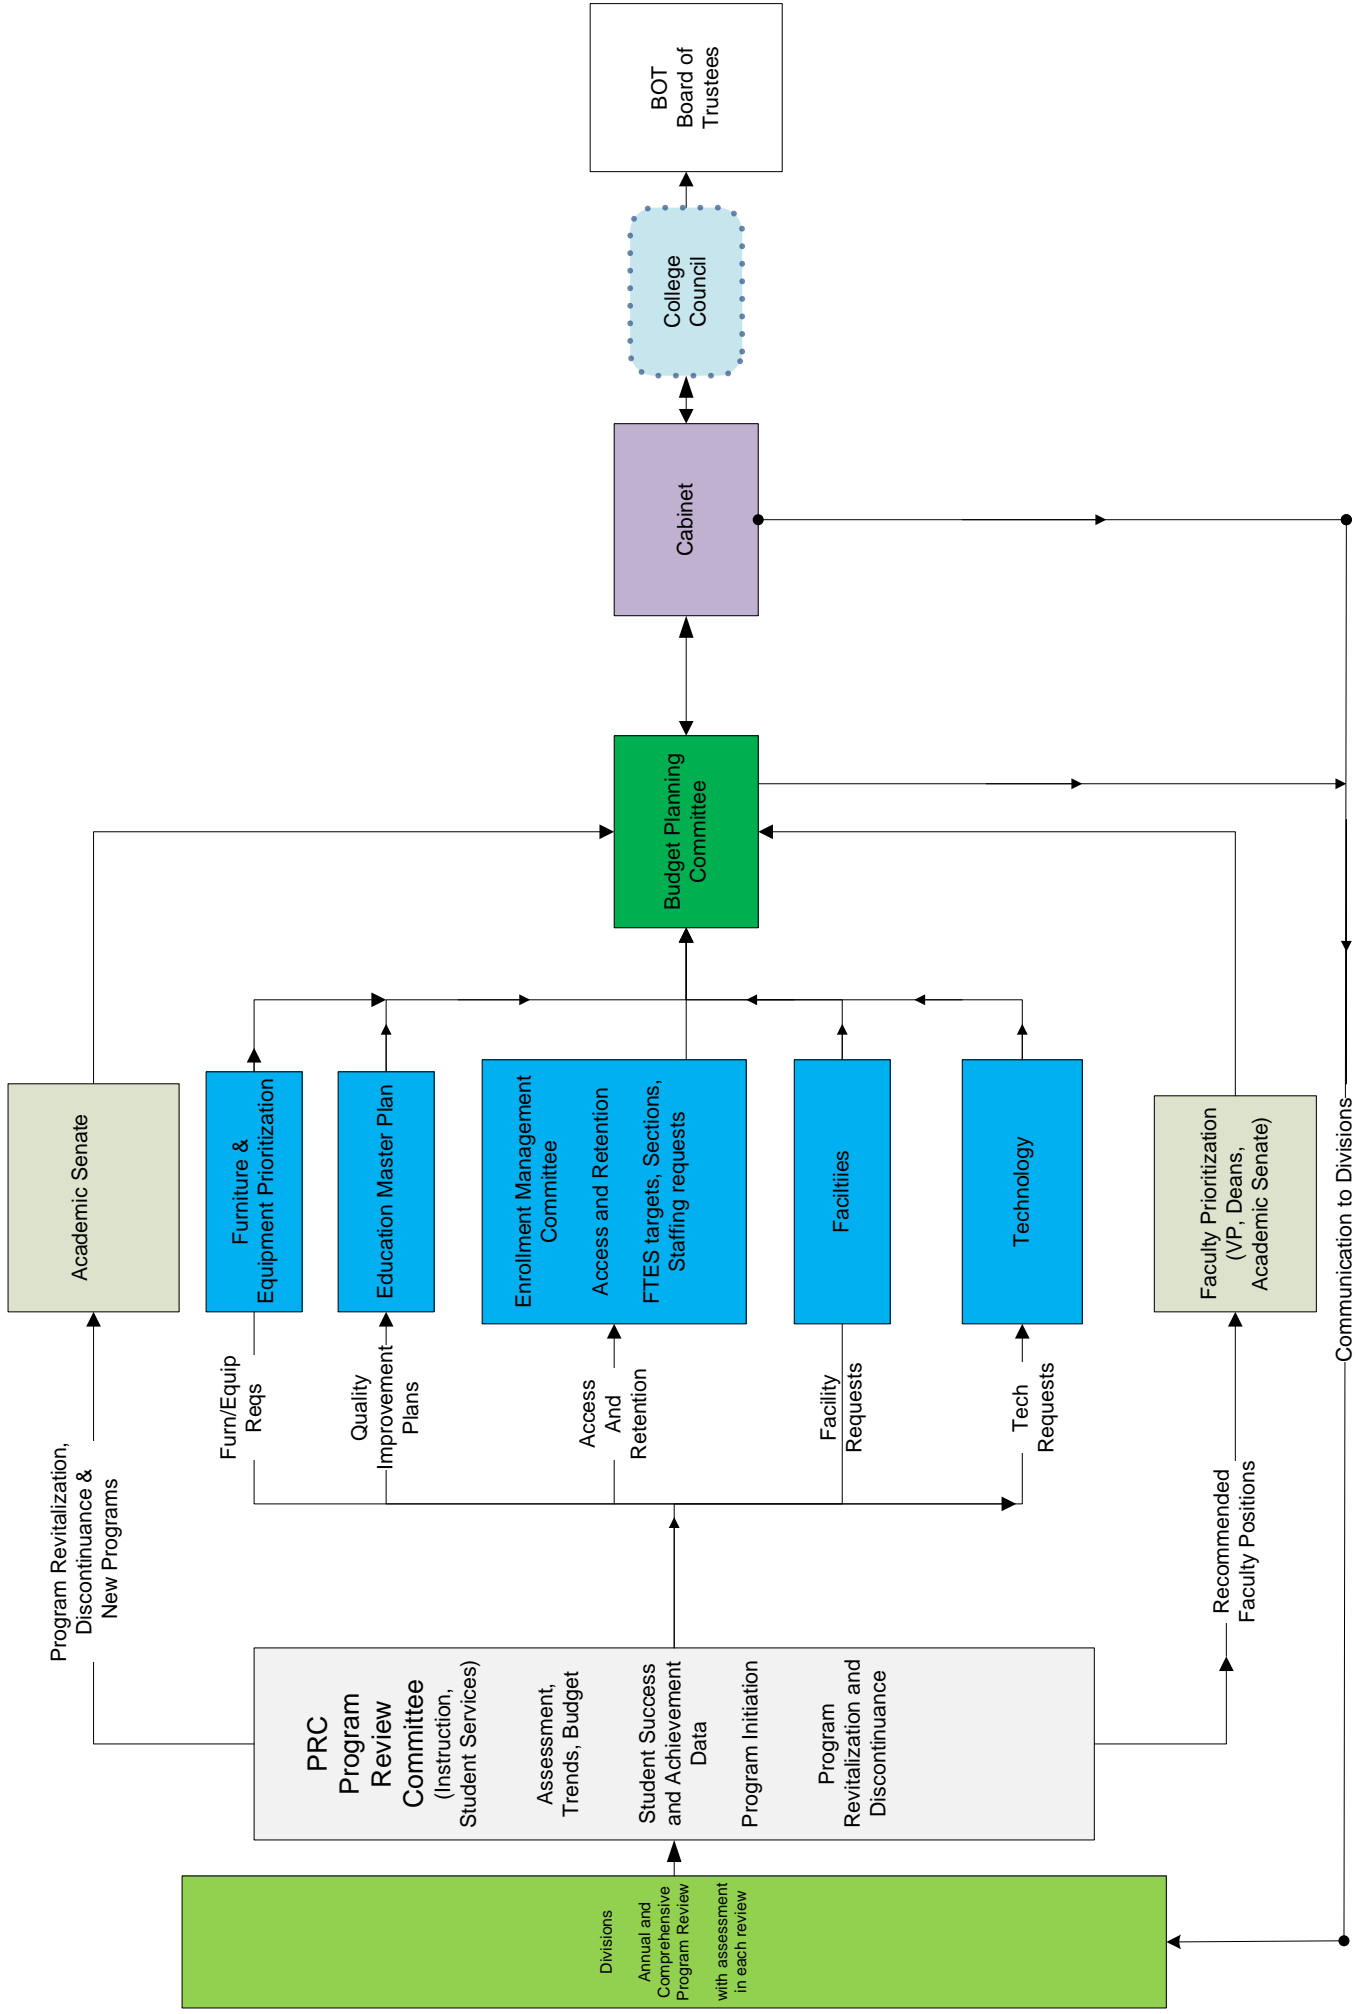 Divisions
Annual and
Comprehensive
Program Review
with assessment
in each review
PRC
Program
Review
Committee
(Instruction,
Student Services)
Assessment,
Trends, Budget
Student Success
and Achievement
Data
Program Initiation
Program
Revitalization and
Discontinuance
Program Revitalization,
Discontinuance &
New Programs
Furn/Equip
Reqs
Quality
Improvement
Plans
Access
And
Retention
Facility
Requests
Tech
Requests
Recommended
Faculty Positions
Academic Senate
Furniture &
Equipment Prioritization
Education Master Plan
Enrollment Management
Committee
Access and Retention
FTES targets, Sections,
Staffing requests
Faciltiies
Technology
Faculty Prioritization
(VP, Deans,
Academic Senate)
Budget Planning
Committee
Cabinet
College
Council
BOT
Board of
Trustees
Communication to Divisions